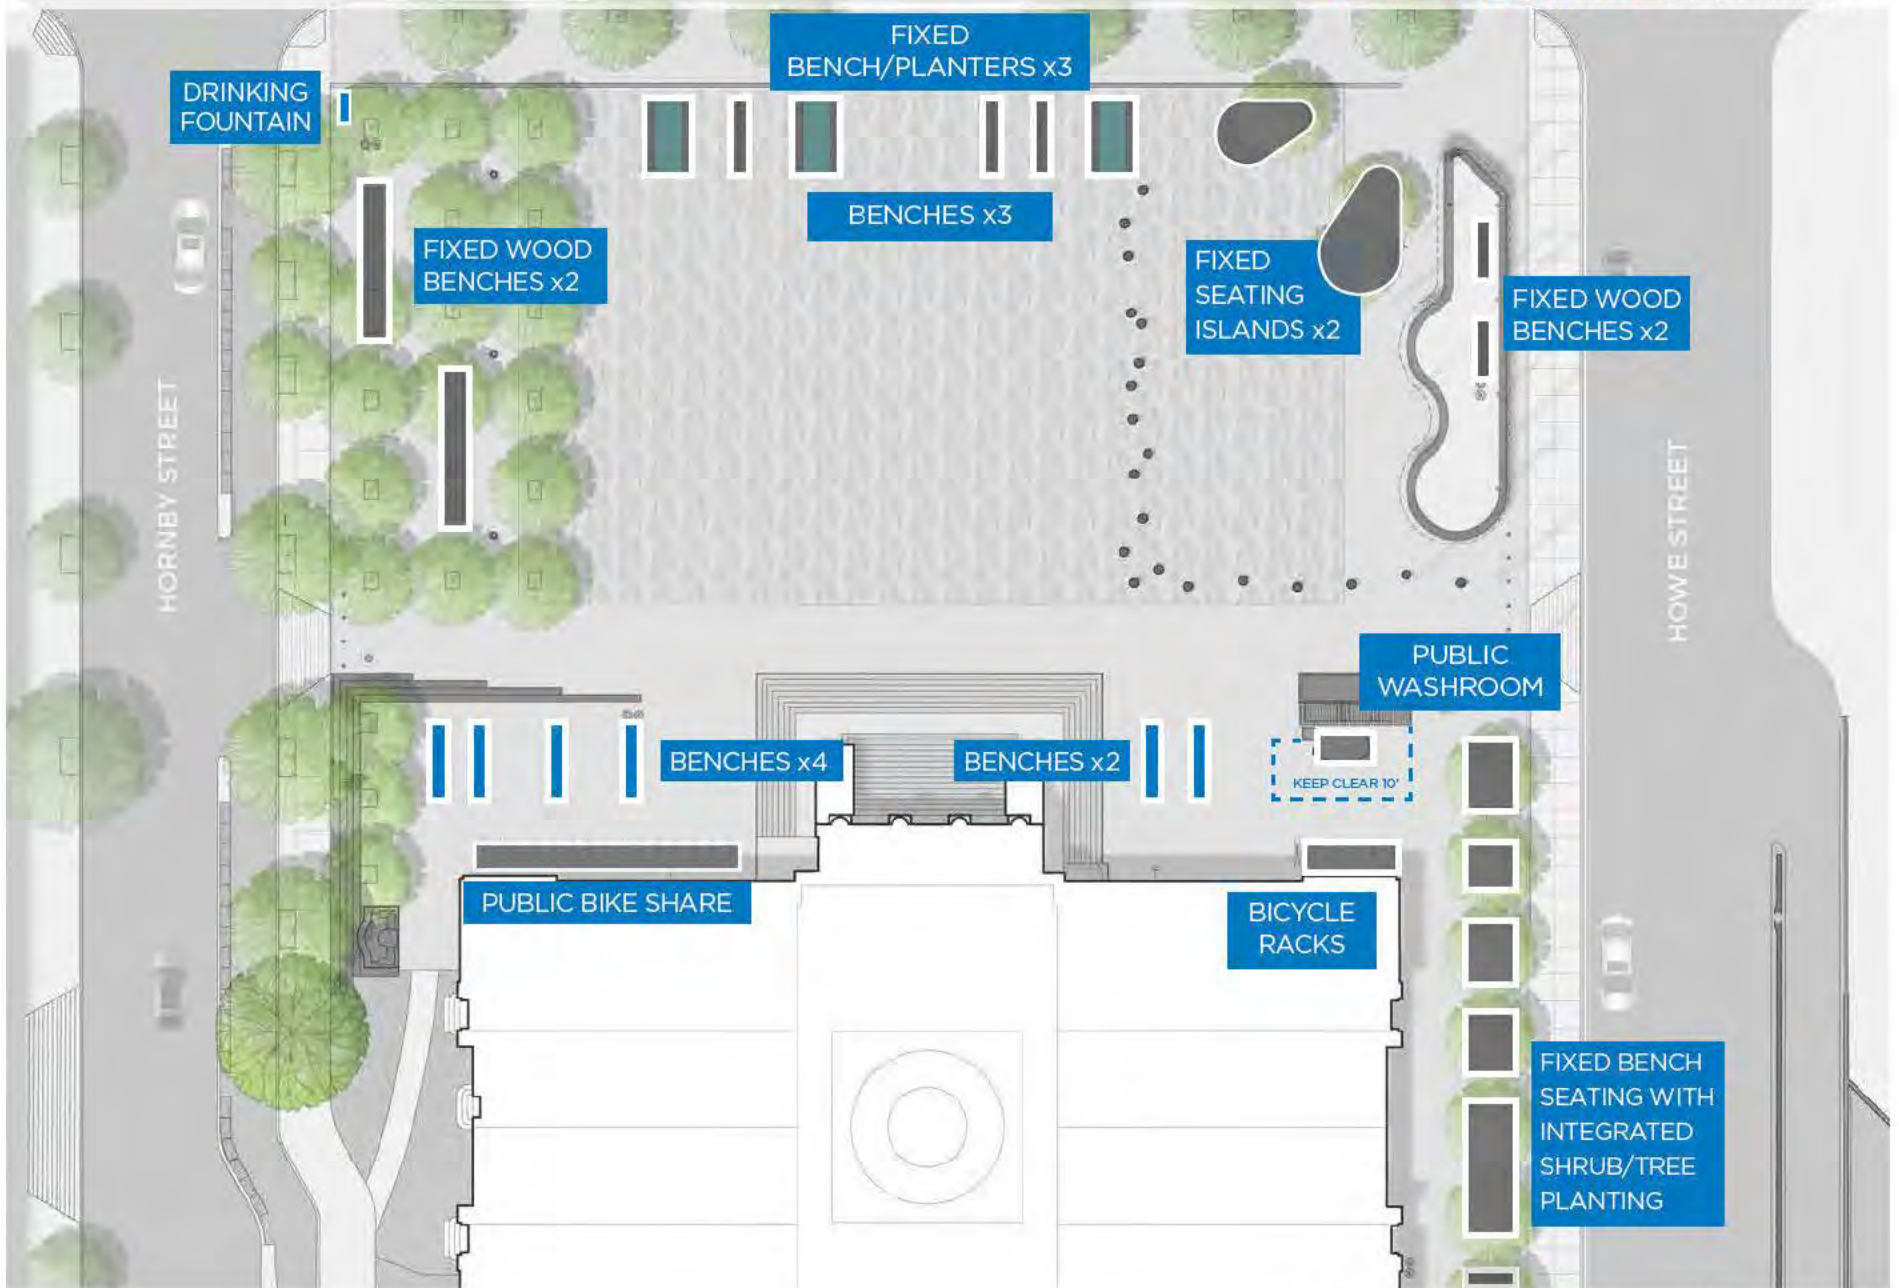 FIXED
BENCH/PLANTERS x3
DRINKING
FOUNTAIN
BENCHES x3
FIXED WOOD
BENCHES x2
FIXED
SEATING
ISLANDS x2
FIXED WOOD
BENCHES x2
HORNBY STREET
HOWE STREET
PUBLIC
WASHROOM
BENCHES x4
BENCHES x2
KEEP CLEAR 10'
PUBLIC BIKE SHARE
BICYCLE
RACKS
FIXED BENCH
SEATING WITH
INTEGRATED
SHRUB/TREE
PLANTING